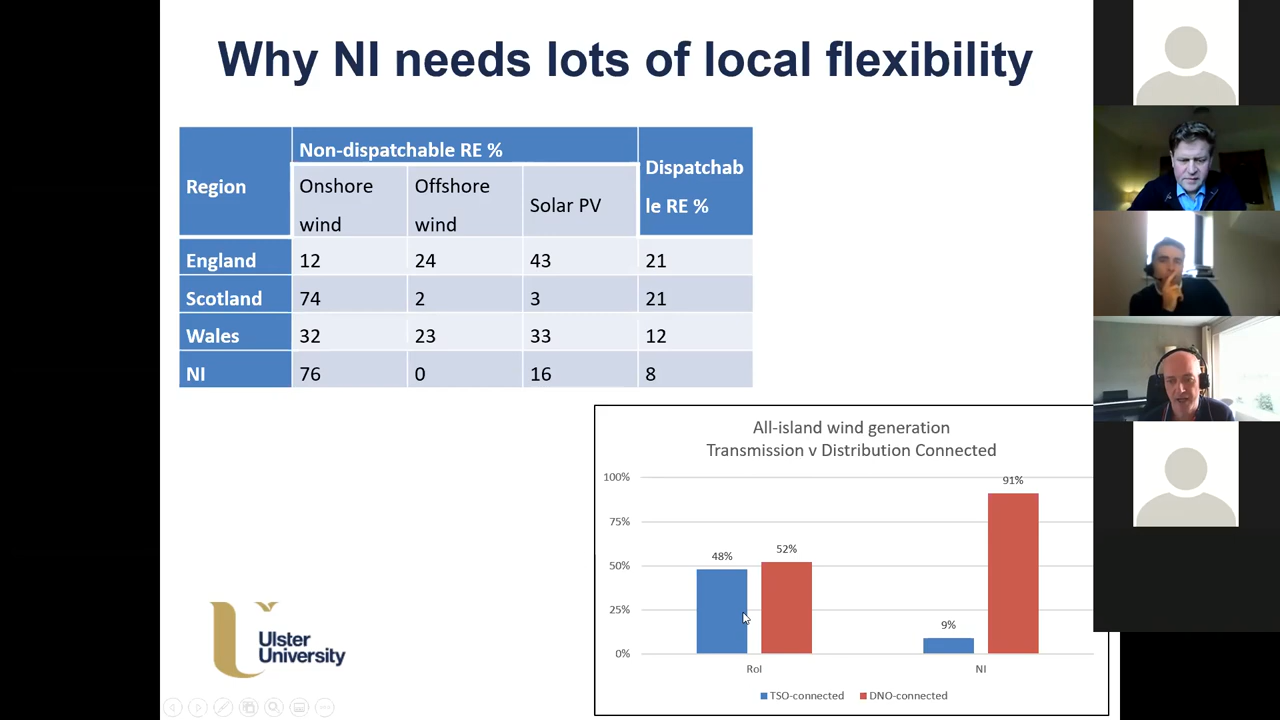 Why NI needs lots of local flexibility
Region
Non-dispatchable RE %
Dispatchab
le RE %
Onshore
wind
Offshore
wind
Solar PV
England 12 24 43 21
Scotland 74 2 3 21
Wales 32 23 33 12
NI 76 0 16 8
All-island wind generation
Transmission v Distribution Connected
100%
75%
50%
25%
0%
48%
52%
9%
91%
RoI
NI
TSO-connected
DNO-connected
Ulster
University